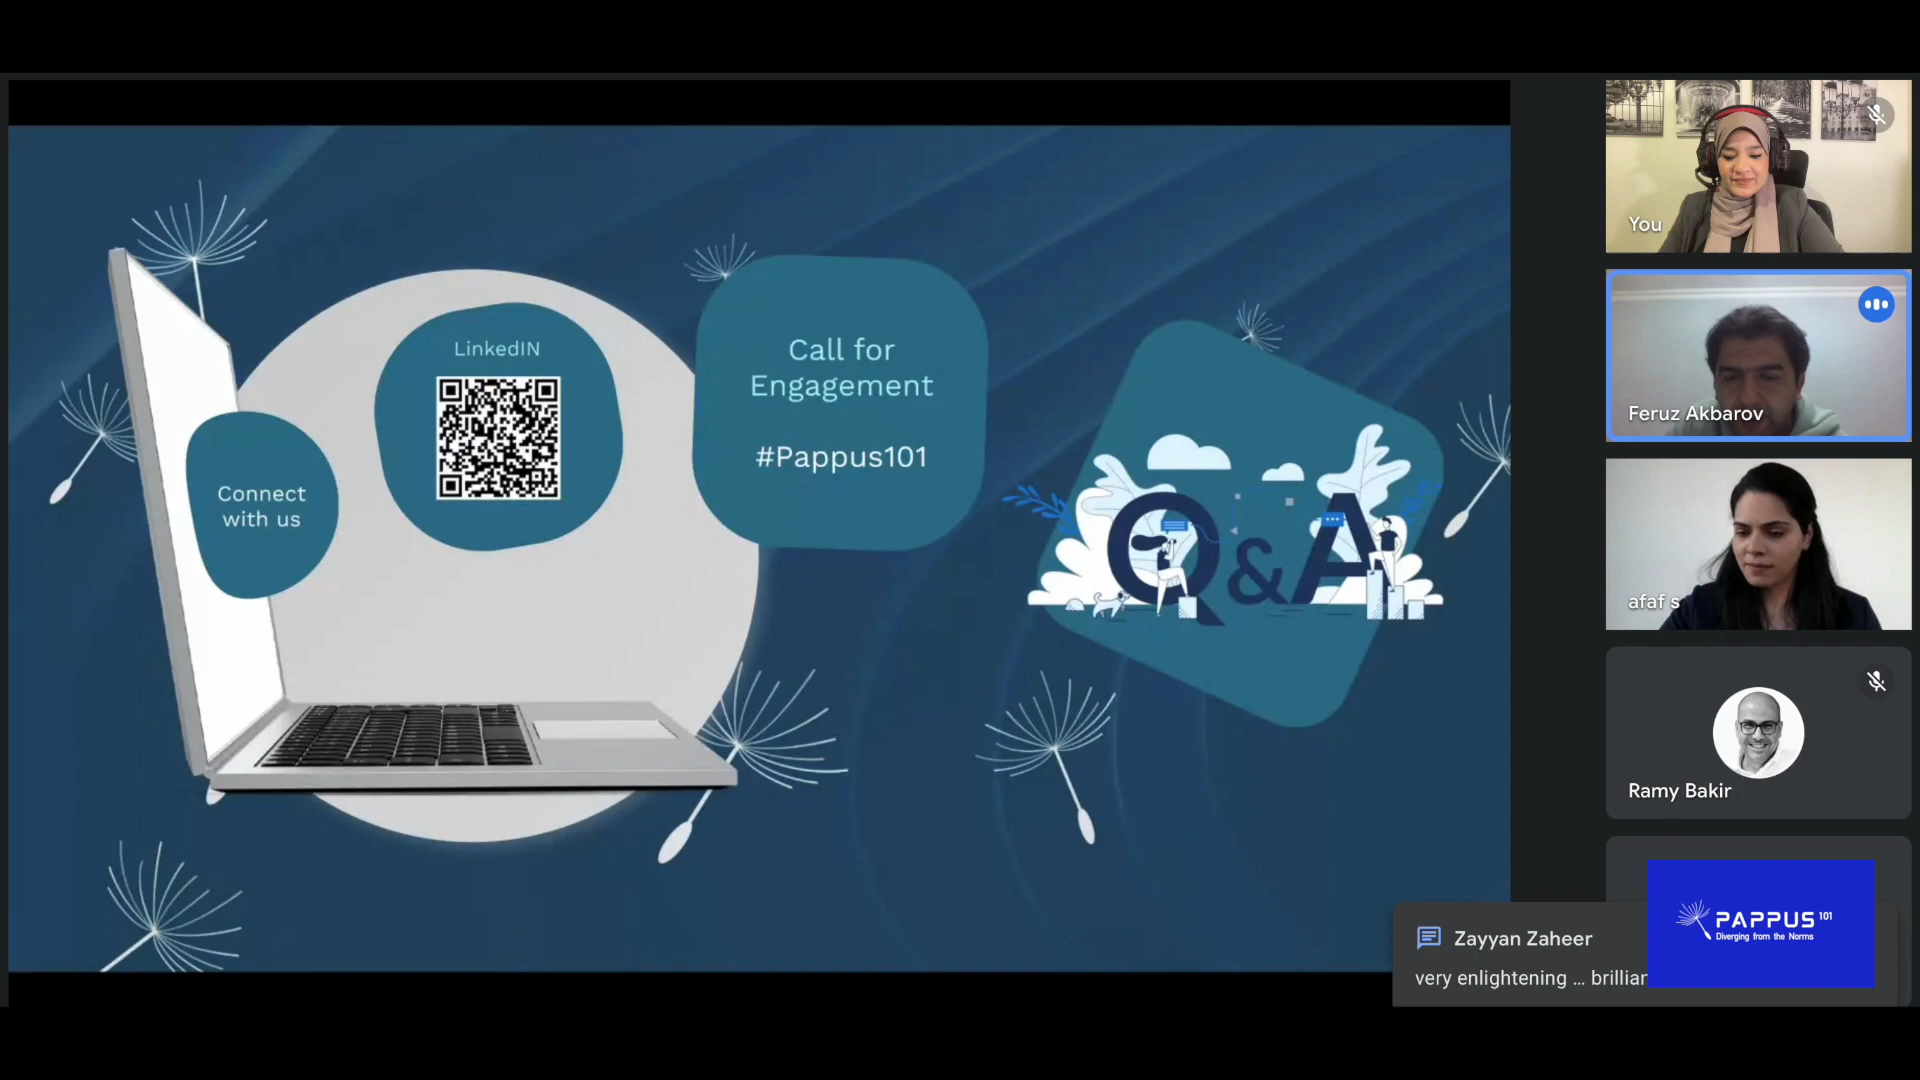 Connect
with us
LinkedIN
Call for
Engagement
#Pappus101
Q&A
You
Feruz Akbarov
afaf s
Ramy Bakir
Zayyan Zaheer
very enlightening ...
PAPPUS 101
Diverging from the Norms